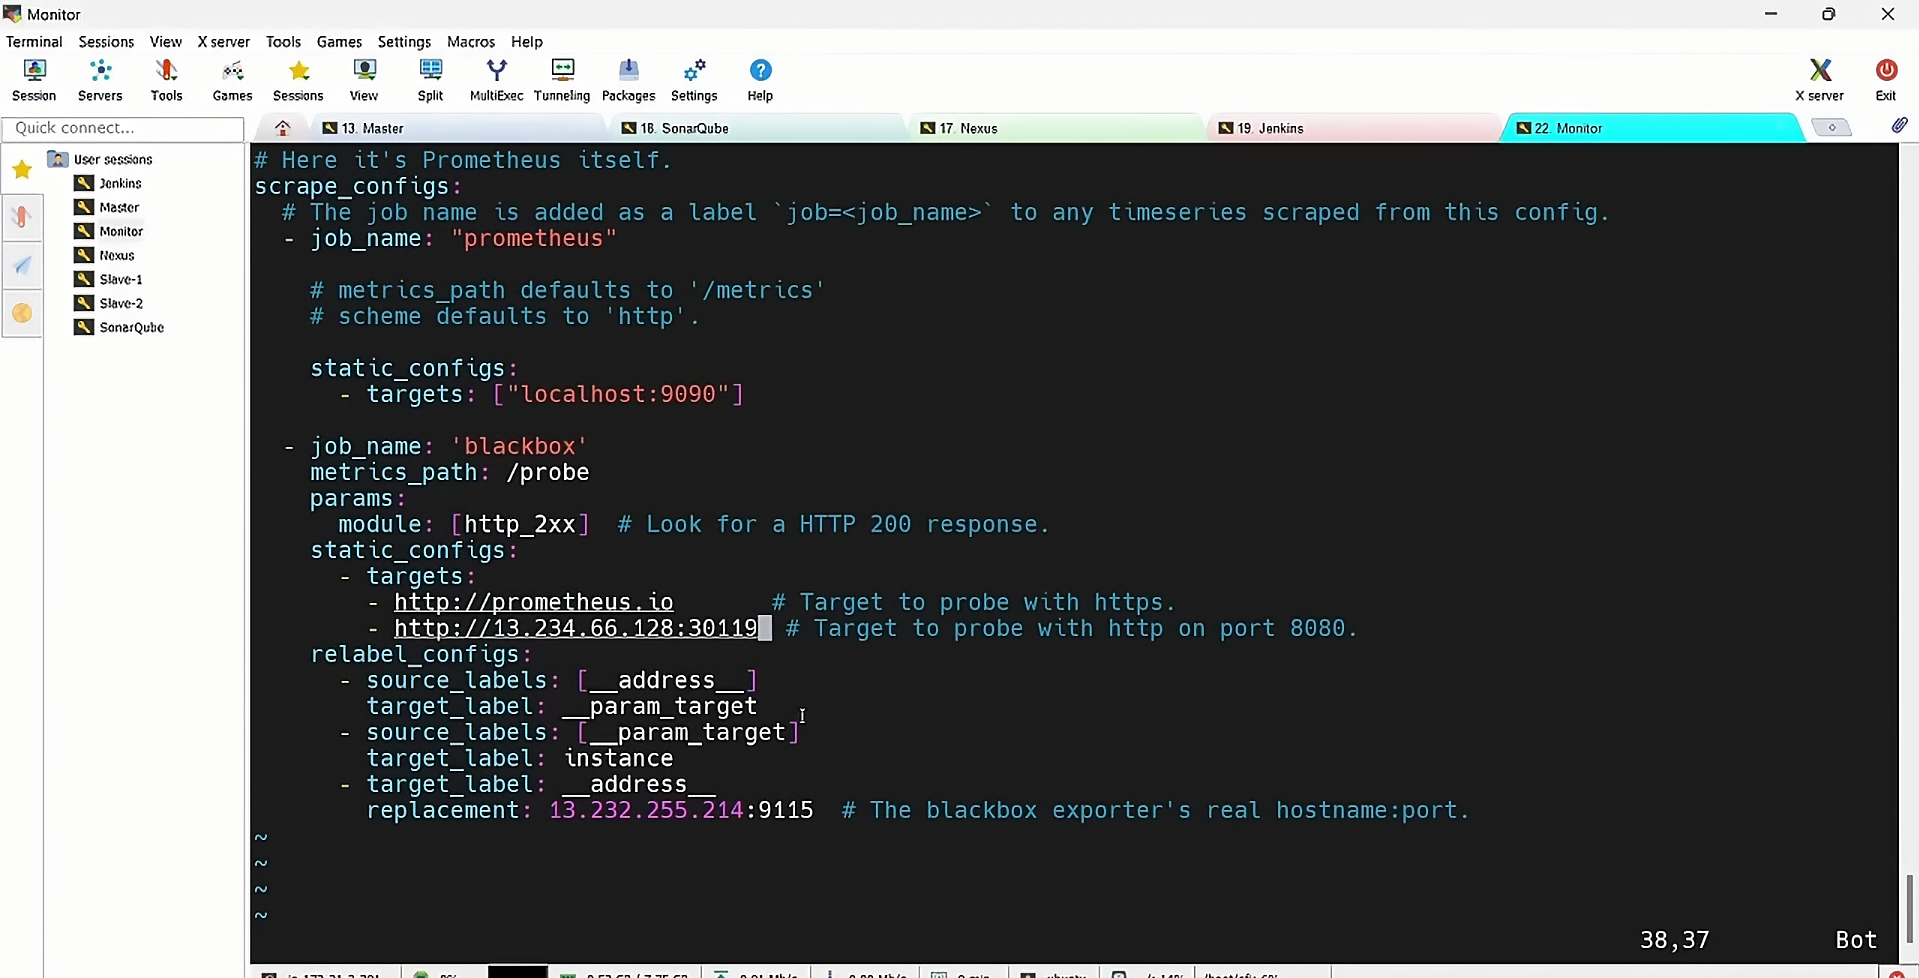 Monitor
Terminal Sessions View X server Tools Games Settings Macros Help
Session Servers Tools Games Sessions View Split MultiExec Tunneling Packages Settings Help X server Exit
Quick connect...
13. Master
18. SonarQube
17. Nexus
19. Jenkins
22. Monitor
User sessions
Jenkins
Master
Monitor
Nexus
Slave-1
Slave-2
SonarQube
# Here it's Prometheus itself.
scrape_configs:
  # The job name is added as a label `job=<job_name>` to any timeseries scraped from this config.
  - job_name: "prometheus"
    # metrics_path defaults to '/metrics'
    # scheme defaults to 'http'.
    static_configs:
      - targets: ["localhost:9090"]
  - job_name: 'blackbox'
    metrics_path: /probe
    params:
      module: [http_2xx]  # Look for a HTTP 200 response.
    static_configs:
      - targets:
        - http://prometheus.io       # Target to probe with https.
        - http://13.234.66.128:30119 # Target to probe with http on port 8080.
    relabel_configs:
      - source_labels: [__address__]
        target_label: __param_target
      - source_labels: [__param_target]
        target_label: instance
      - target_label: __address__
        replacement: 13.232.255.214:9115  # The blackbox exporter's real hostname:port.
~
~
~
~
38,37 Bot